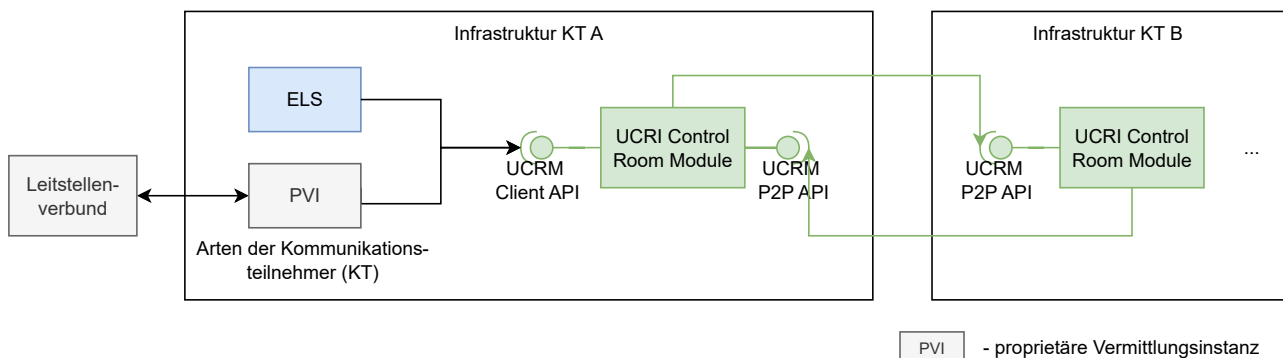 Infrastruktur KT A
Infrastruktur KT B
ELS
UCRI Control
Room Module
UCRI Control
Room Module
...
Leitstellen-
verbund
PVI
UCRM
Client API
UCRM
P2P API
UCRM
P2P API
Arten der Kommunikations-
teilnehmer (KT)
PVI - proprietäre Vermittlungsinstanz